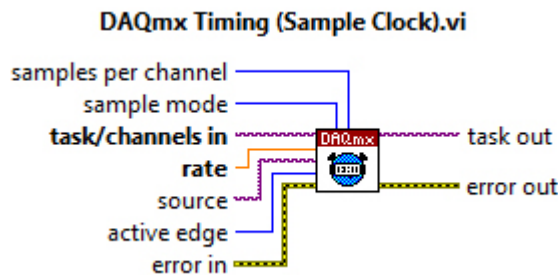 DAQmx Timing (Sample Clock).vi
samples per channel
sample mode
task/channels in
rate
source
active edge
error in
DAQmx
task out
error out